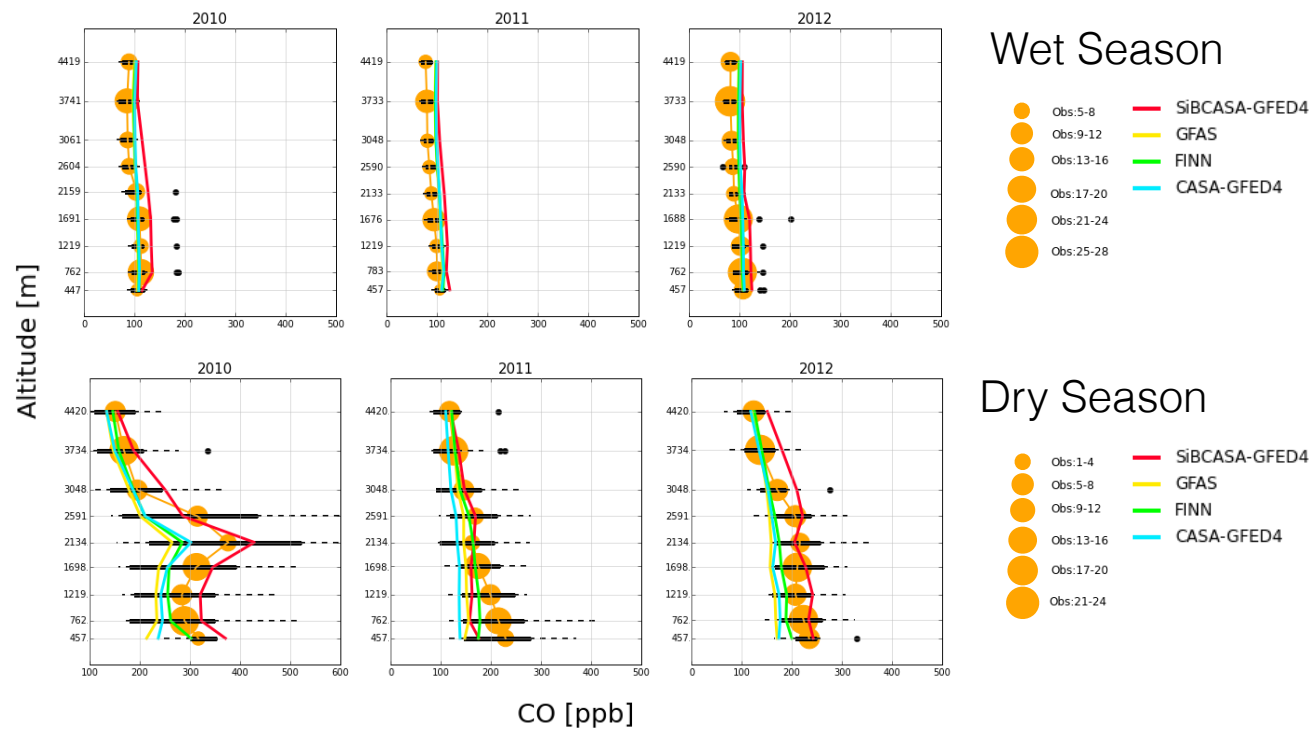 2010
2011
2012
Wet Season
4419
3741
3061
2604
2159
1691
1219
762
447
0 100 200 300 400 500
4419
3733
3048
2590
2133
1676
1219
783
457
0 100 200 300 400 500
4419
3733
3048
2590
2133
1688
1219
762
457
0 100 200 300 400 500
Obs:5-8
Obs:9-12
Obs:13-16
Obs:17-20
Obs:21-24
Obs:25-28
SiBCASA-GFED4
GFAS
FINN
CASA-GFED4
Altitude [m]
2010
2011
2012
Dry Season
4420
3734
3048
2591
2134
1698
1219
762
457
100 200 300 400 500 600
4420
3734
3048
2591
2134
1698
1219
762
457
0 100 200 300 400 500
4420
3734
3048
2591
2134
1698
1219
762
457
0 100 200 300 400 500
Obs:1-4
Obs:5-8
Obs:9-12
Obs:13-16
Obs:17-20
Obs:21-24
SiBCASA-GFED4
GFAS
FINN
CASA-GFED4
CO [ppb]